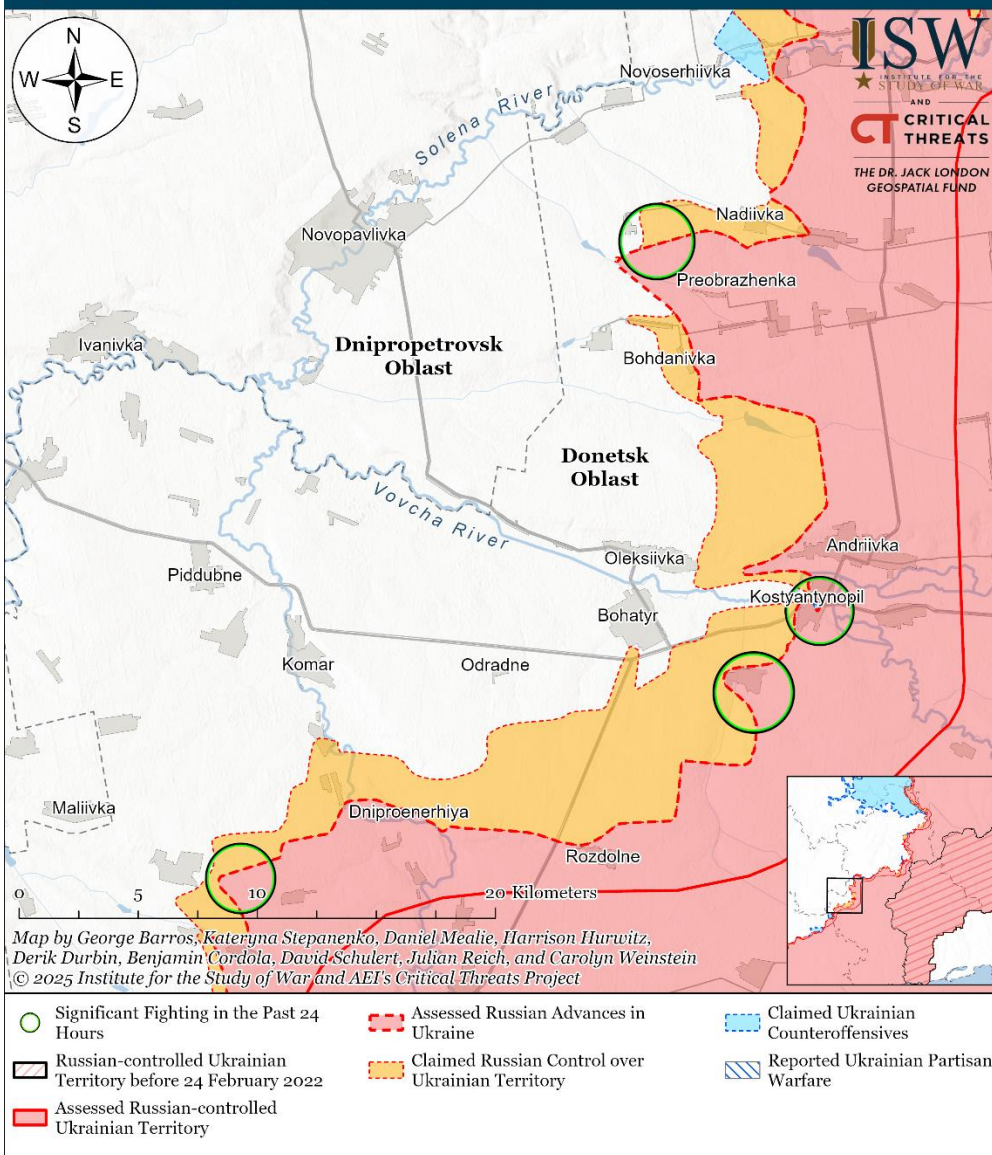 N
W E
S
ISW
INSTITUTE FOR THE
STUDY OF WAR
AND
CT CRITICAL
THREATS
THE DR. JACK LONDON
GEOSPATIAL FUND
Novoserhiivka
Solena River
Nadiivka
Novopavlivka
Preobrazhenka
Ivanivka
Dnipropetrovsk
Oblast
Bohdanivka
Donetsk
Oblast
Vovcha River
Andriivka
Oleksiivka
Piddubne
Kostyantynopil
Bohatyr
Komar
Odradne
Maliivka
Dniproenerhiya
Rozdolne
0 5 10 20 Kilometers
Map by George Barros, Kateryna Stepanenko, Daniel Mealie, Harrison Hurwitz,
Derik Durbin, Benjamin Cordola, David Schulert, Julian Reich, and Carolyn Weinstein
© 2025 Institute for the Study of War and AEI's Critical Threats Project
Significant Fighting in the Past 24
Hours
Russian-controlled Ukrainian
Territory before 24 February 2022
Assessed Russian-controlled
Ukrainian Territory
Assessed Russian Advances in
Ukraine
Claimed Russian Control over
Ukrainian Territory
Claimed Ukrainian
Counteroffensives
Reported Ukrainian Partisan
Warfare